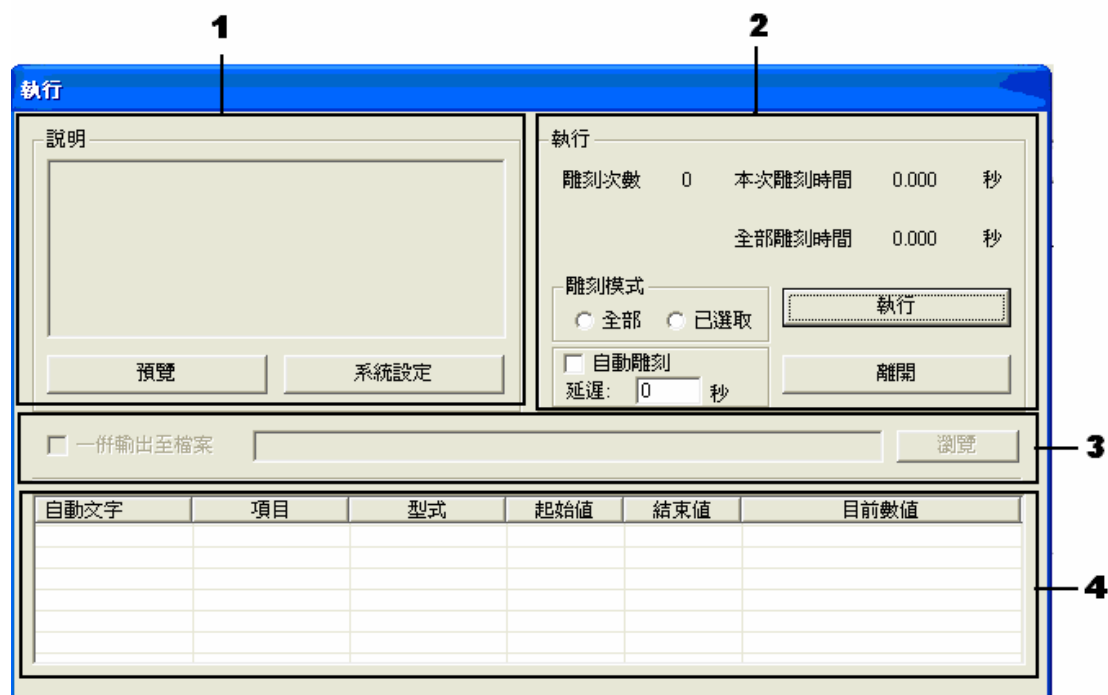 1
2
執行
說明
預覽
系統設定
執行
雕刻次數 0 本次雕刻時間 0.000 秒
全部雕刻時間 0.000 秒
雕刻模式
全部 已選取
執行
自動雕刻
延遲: 0 秒
離開
一併輸出至檔案 瀏覽
3
自動文字 項目 型式 起始值 結束值 目前數值
4